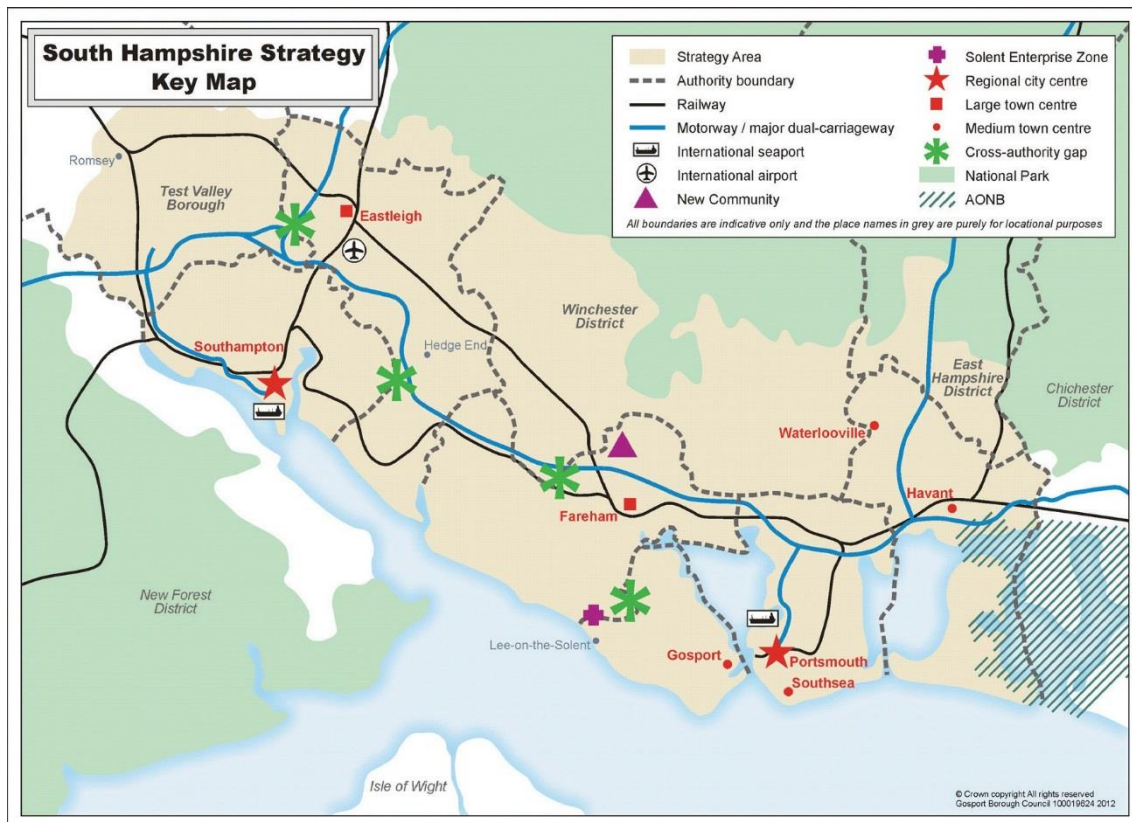 South Hampshire Strategy
Key Map
Strategy Area
Authority boundary
Railway
Motorway / major dual-carriageway
International seaport
International airport
New Community
Solent Enterprise Zone
Regional city centre
Large town centre
Medium town centre
Cross-authority gap
National Park
AONB
All boundaries are indicative only and the place names in grey are purely for locational purposes
Romsey
Test Valley
Borough
Eastleigh
Winchester
District
Southampton
Hedge End
East
Hampshire
District
Chichester
District
Waterlooville
Havant
Fareham
New Forest
District
Lee-on-the-Solent
Gosport
Portsmouth
Southsea
Isle of Wight
© Crown copyright All rights reserved
Gosport Borough Council 100019624 2012